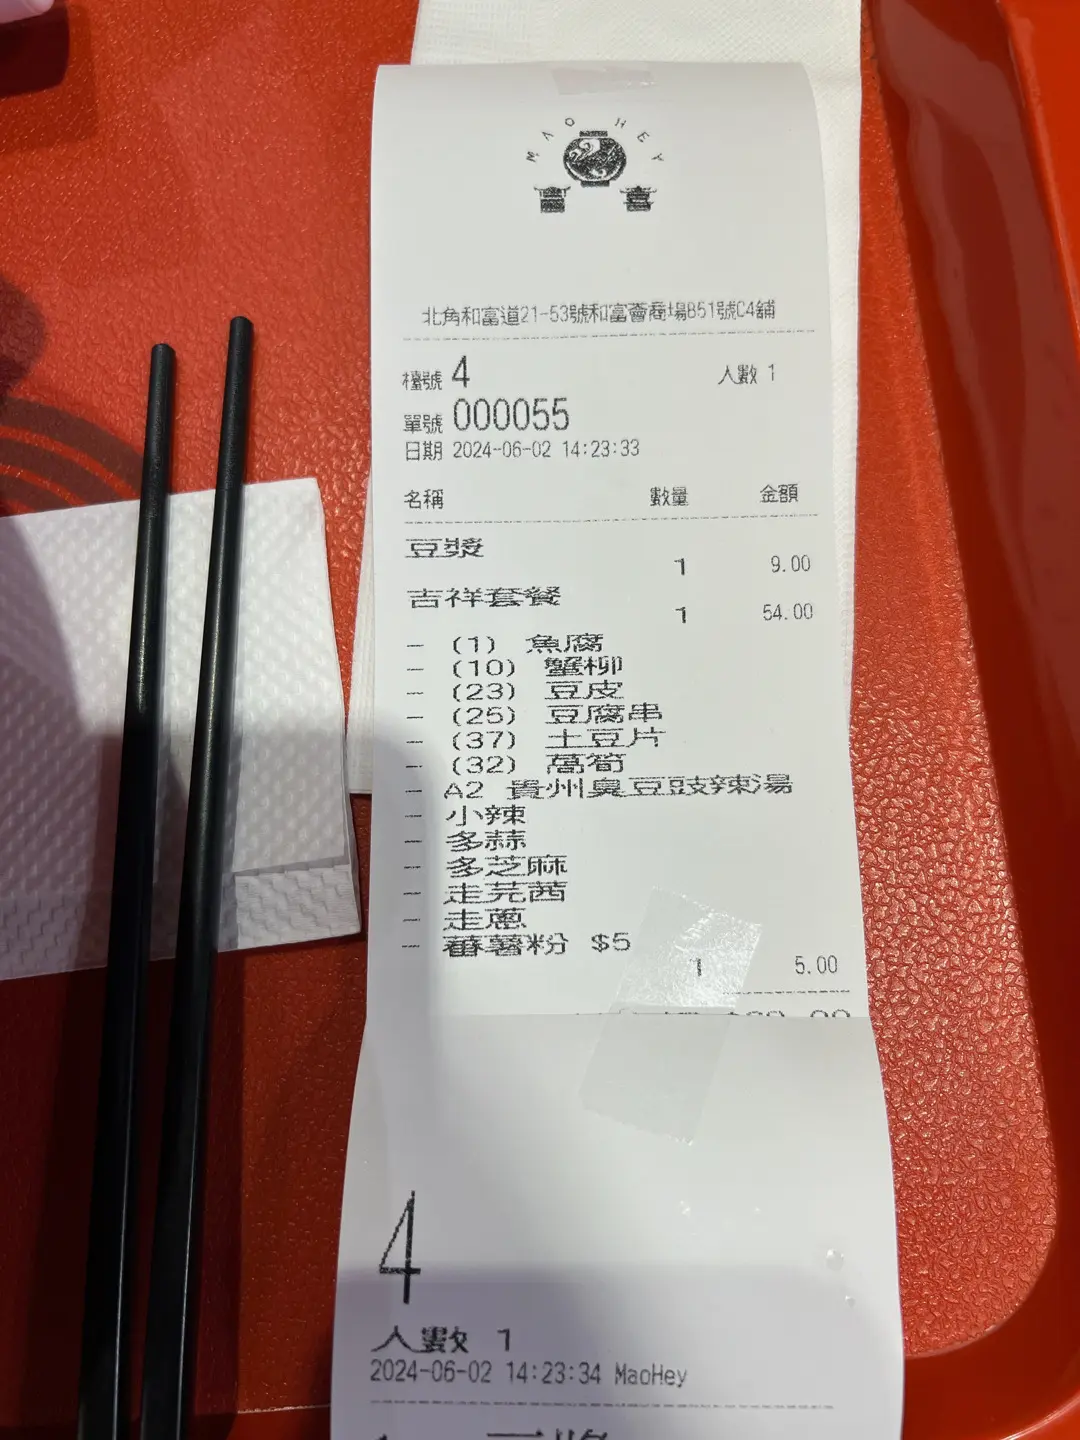 MAO HEY
喜 喜
北角和富道21-53號和富薈商場B51號C4舖
檯號 4 人數 1
單號 000055
日期 2024-06-02 14:23:33
名稱 數量 金額
豆漿
1 9.00
吉祥套餐
1 54.00
- (1) 魚腐
- (10) 蟹柳
- (23) 豆皮
- (25) 豆腐串
- (37) 土豆片
- (32) 萵筍
- A2 貴州臭豆豉辣湯
- 小辣
- 多蒜
- 多芝麻
- 走芫茜
- 走蔥
- 蕃薯粉 $5
1 5.00
4
人數 1
2024-06-02 14:23:34 MaoHey